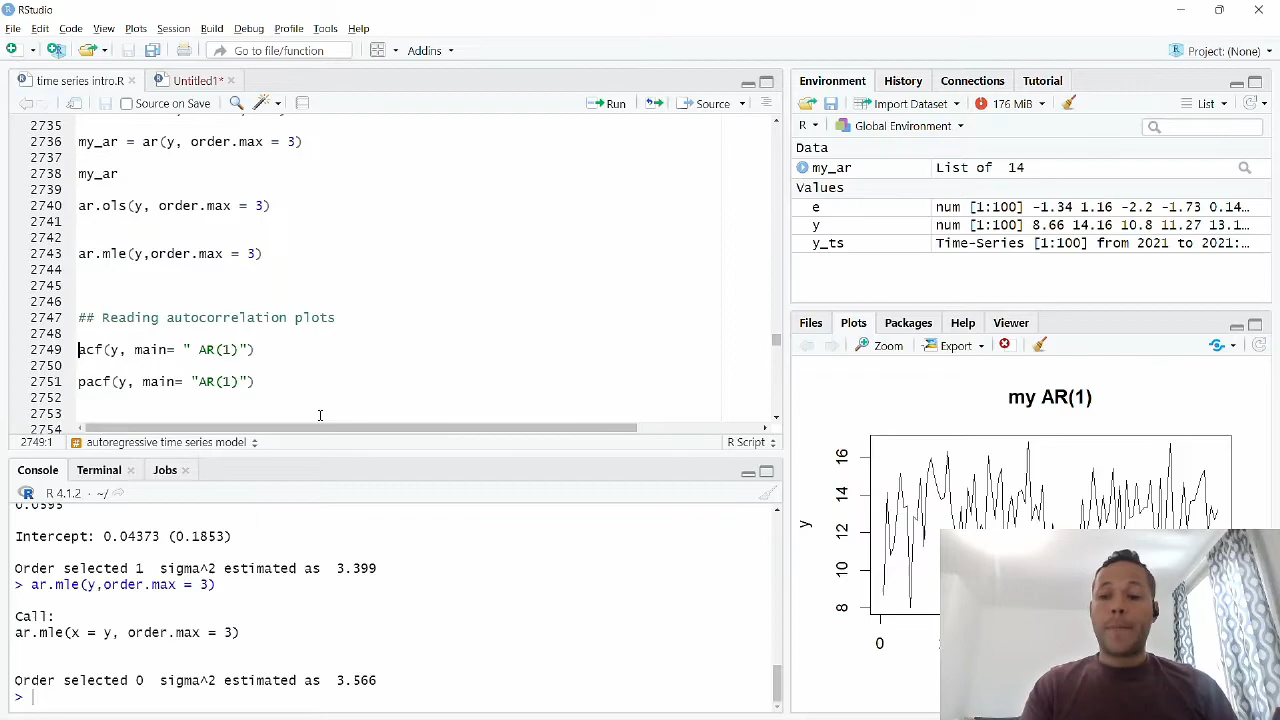 RStudio
File Edit Code View Plots Session Build Debug Profile Tools Help
Go to file/function Addins Project: (None)
time series intro.R Untitled1*
Source on Save Run Source
2735
2736 my_ar = ar(y, order.max = 3)
2737
2738 my_ar
2739
2740 ar.ols(y, order.max = 3)
2741
2742
2743 ar.mle(y,order.max = 3)
2744
2745
2746
2747 ## Reading autocorrelation plots
2748
2749 acf(y, main= " AR(1)")
2750
2751 pacf(y, main= "AR(1)")
2752
2753
2754
2749:1 autoregressive time series model R Script
Console Terminal Jobs
R 4.1.2 · ~/
0.0595
Intercept: 0.04373 (0.1853)
Order selected 1 sigma^2 estimated as 3.399
> ar.mle(y,order.max = 3)
Call:
ar.mle(x = y, order.max = 3)
Order selected 0 sigma^2 estimated as 3.566
>
Environment History Connections Tutorial
Import Dataset 176 MiB List
R Global Environment
Data
my_ar List of 14
Values
e num [1:100] -1.34 1.16 -2.2 -1.73 0.14…
y num [1:100] 8.66 14.16 10.8 11.27 13.1…
y_ts Time-Series [1:100] from 2021 to 2021:…
Files Plots Packages Help Viewer
Zoom Export
my AR(1)
y
16
14
12
10
8
0